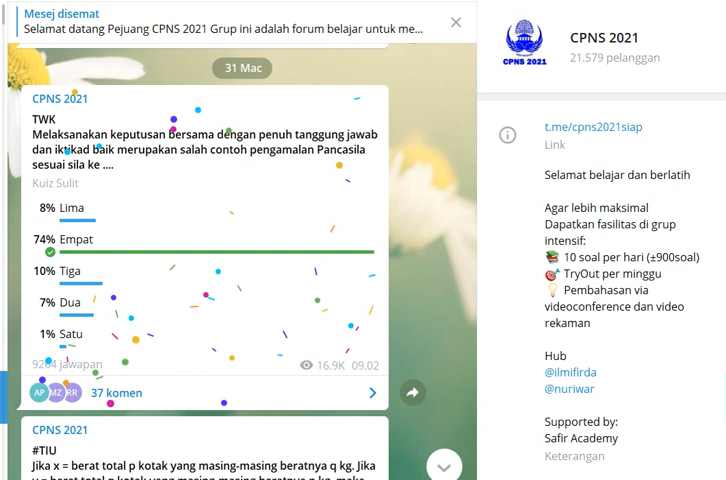 Mesej disemat
Selamat datang Pejuang CPNS 2021 Grup ini adalah forum belajar untuk me...
31 Mac
CPNS 2021
TWK
Melaksanakan keputusan bersama dengan penuh tanggung jawab
dan iktikad baik merupakan salah contoh pengamalan Pancasila
sesuai sila ke ....
Kuiz Sulit
8% Lima
74% Empat
10% Tiga
7% Dua
1% Satu
9264 jawapan
16.9K 09.02
AP MZ RR 37 komen
CPNS 2021
#TIU
Jika x = berat total p kotak yang masing-masing beratnya q kg. Jika
CPNS 2021
CPNS 2021
21.579 pelanggan
t.me/cpns2021siap
Link
Selamat belajar dan berlatih
Agar lebih maksimal
Dapatkan fasilitas di grup
intensif:
📚 10 soal per hari (±900soal)
🎯 TryOut per minggu
💡 Pembahasan via
videoconference dan video
rekaman
Hub
@ilmifirda
@nuriwar
Supported by:
Safir Academy
Keterangan